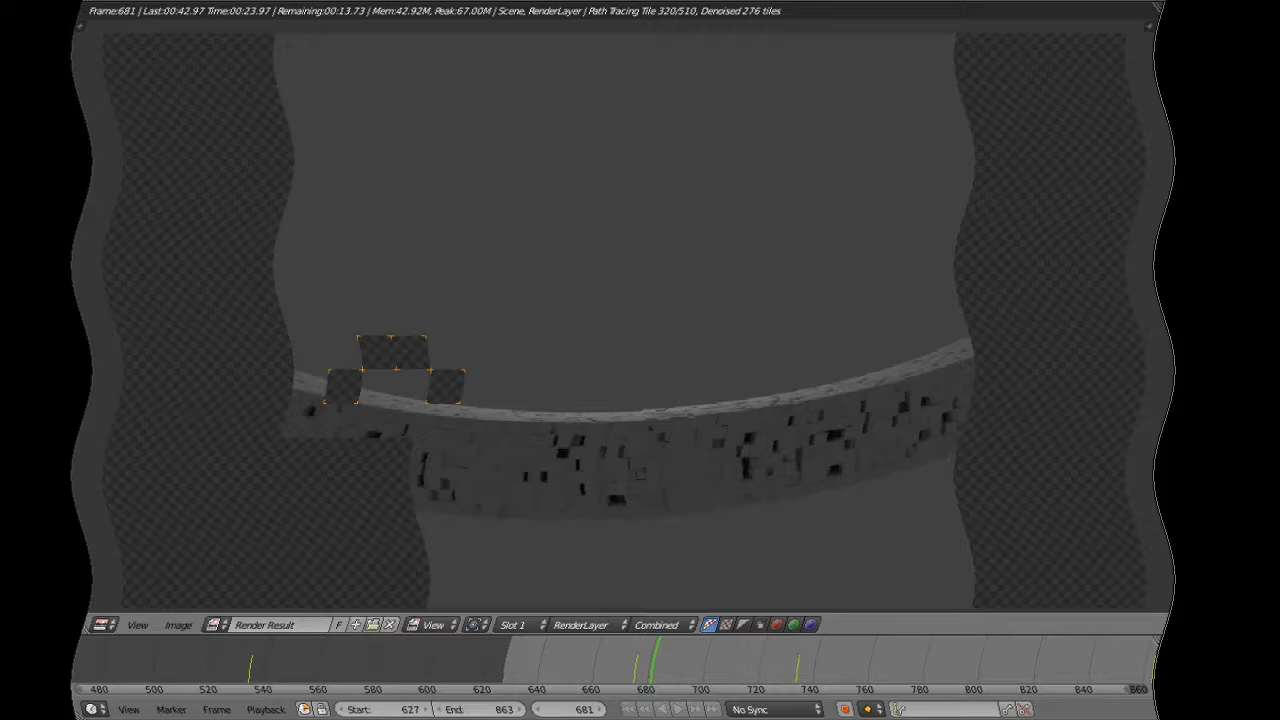 Frame:681 | Last:00:42.97 Time:00:23.97 | Remaining:00:13.73 | Mem:42.92M, Peak:67.00M | Scene, RenderLayer | Path Tracing Tile 320/510, Denoised 276 tiles
View Image Render Result F View Slot 1 RenderLayer Combined
480 500 520 540 560 580 600 620 640 660 680 700 720 740 760 780 800 820 840 860
View Marker Frame Playback Start: 627 End: 863 681 No Sync